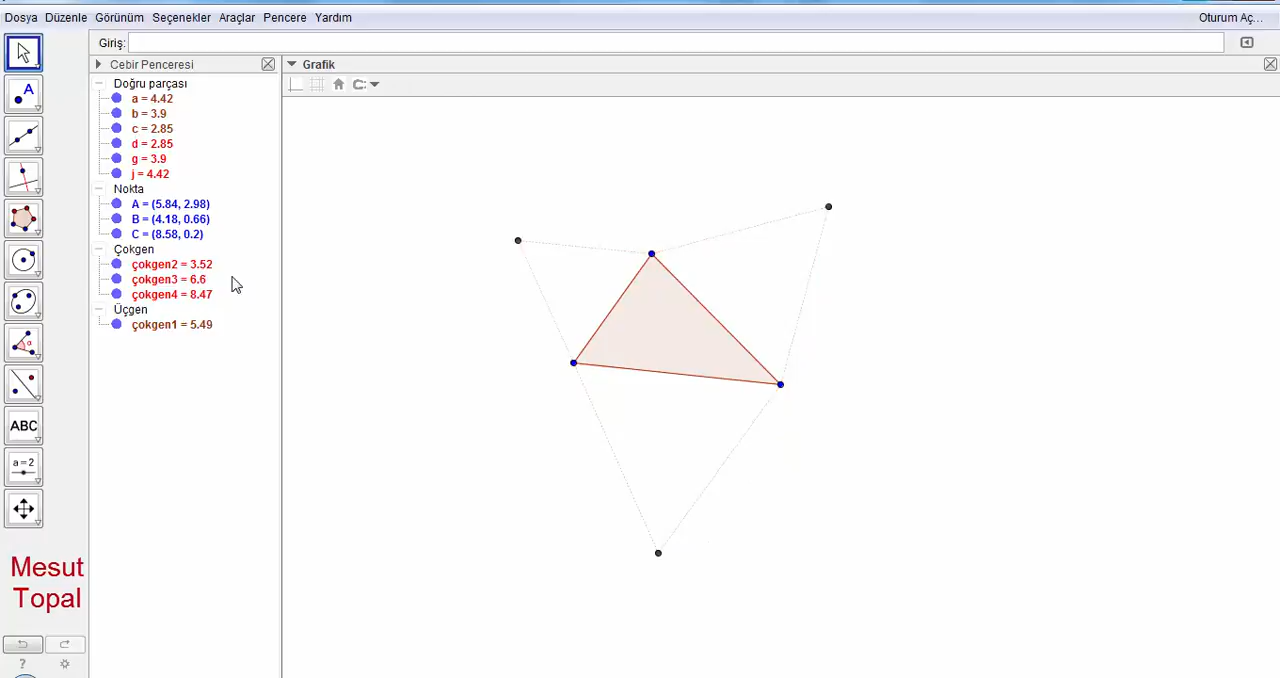 Dosya Düzenle Görünüm Seçenekler Araçlar Pencere Yardım Oturum Aç...
Giriş:
Cebir Penceresi
Grafik
Doğru parçası
a = 4.42
b = 3.9
c = 2.85
d = 2.85
g = 3.9
j = 4.42
Nokta
A = (5.84, 2.98)
B = (4.18, 0.66)
C = (8.58, 0.2)
Çokgen
çokgen2 = 3.52
çokgen3 = 6.6
çokgen4 = 8.47
Üçgen
çokgen1 = 5.49
A
α
ABC
a=2
Mesut
Topal
?